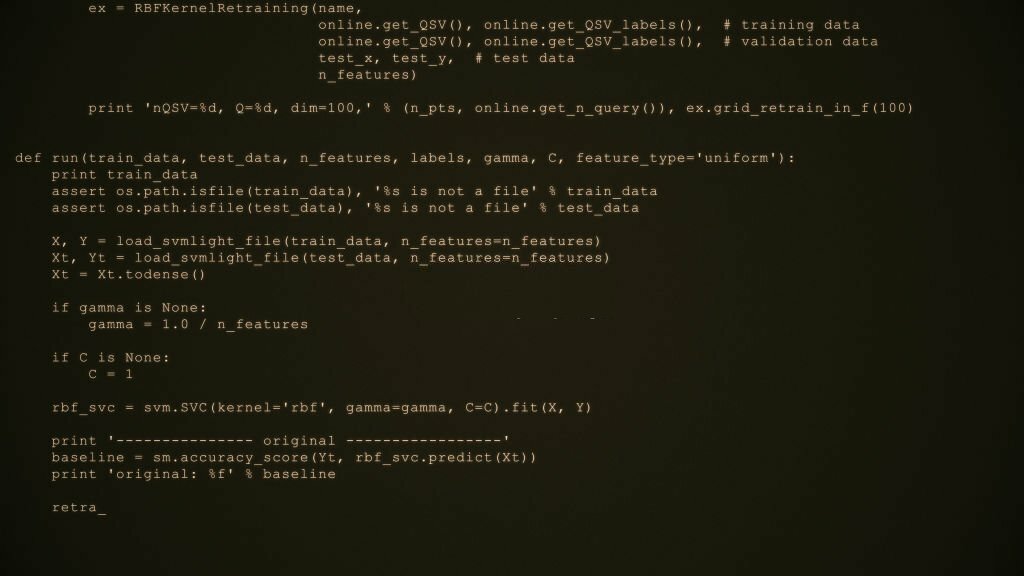 ex = RBFKernelRetraining(name,
online.get_QSV(), online.get_QSV_labels(),  # training data
online.get_QSV(), online.get_QSV_labels(),  # validation data
test_x, test_y,  # test data
n_features)
print 'nQSV=%d, Q=%d, dim=100,' % (n_pts, online.get_n_query()), ex.grid_retrain_in_f(100)
def run(train_data, test_data, n_features, labels, gamma, C, feature_type='uniform'):
print train_data
assert os.path.isfile(train_data), '%s is not a file' % train_data
assert os.path.isfile(test_data), '%s is not a file' % test_data
X, Y = load_svmlight_file(train_data, n_features=n_features)
Xt, Yt = load_svmlight_file(test_data, n_features=n_features)
Xt = Xt.todense()
if gamma is None:
gamma = 1.0 / n_features
if C is None:
C = 1
rbf_svc = svm.SVC(kernel='rbf', gamma=gamma, C=C).fit(X, Y)
print '--------------- original -----------------'
baseline = sm.accuracy_score(Yt, rbf_svc.predict(Xt))
print 'original: %f' % baseline
retra_